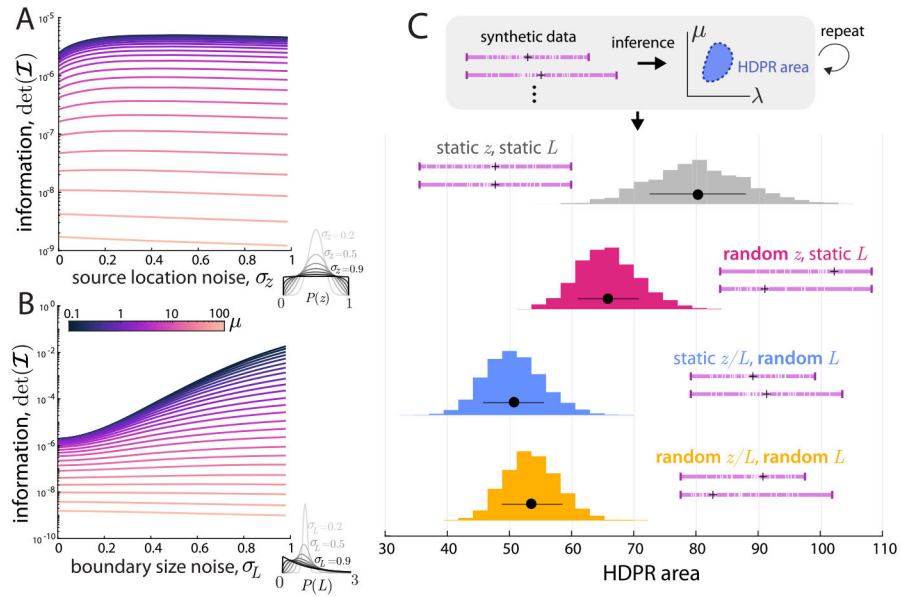 A
information, det(𝓘)
10⁻⁵
10⁻⁶
10⁻⁷
10⁻⁸
10⁻⁹
0 0.2 0.4 0.6 0.8 1
source location noise, σ_z
σ_z=0.2
σ_z=0.5
σ_z=0.9
0 P(z) 1
B
information, det(𝓘)
0.1 1 10 100 μ
10⁰
10⁻²
10⁻⁴
10⁻⁶
10⁻⁸
10⁻¹⁰
0 0.2 0.4 0.6 0.8 1
boundary size noise, σ_L
σ_L=0.2
σ_L=0.5
σ_L=0.9
0 P(L) 3
C
synthetic data
inference
μ
HDPR area
λ
repeat
static z, static L
random z, static L
static z/L, random L
random z/L, random L
30 40 50 60 70 80 90 100 110
HDPR area